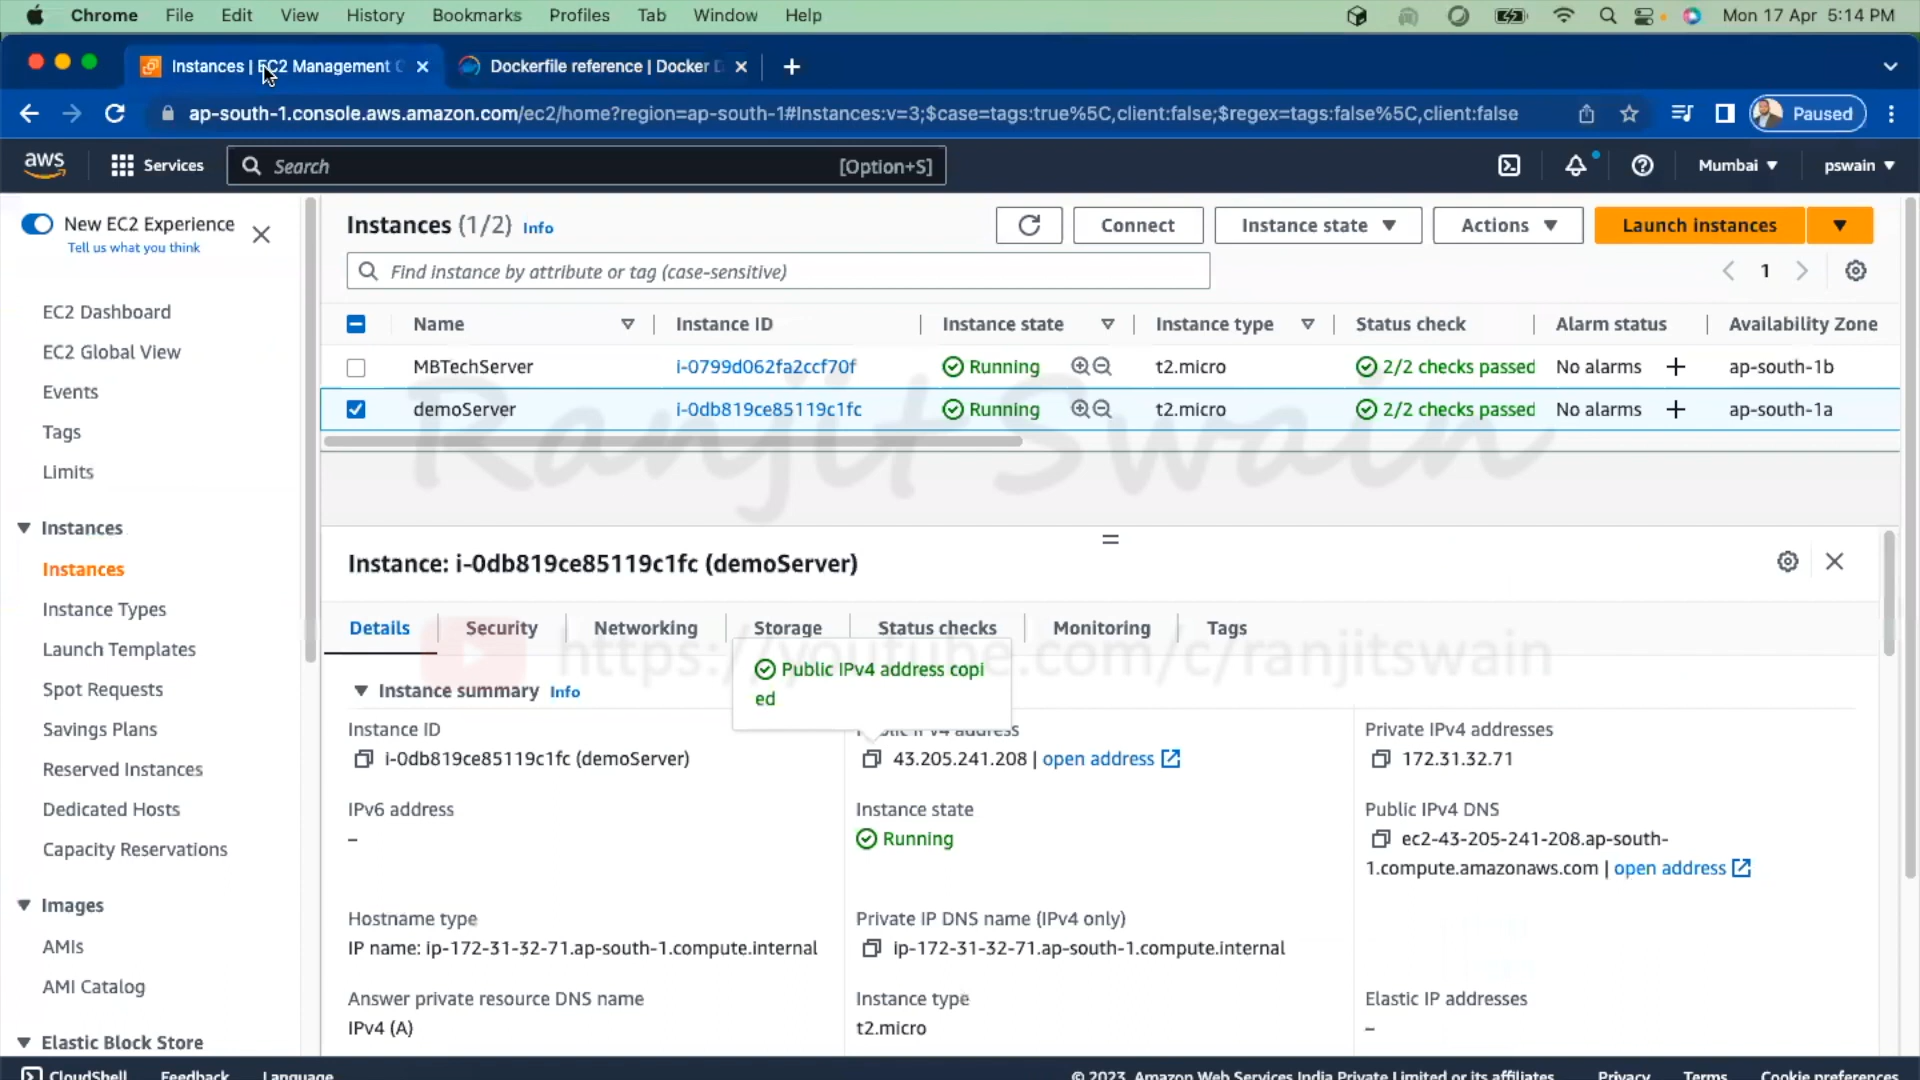 Chrome File Edit View History Bookmarks Profiles Tab Window Help Mon 17 Apr 5:14 PM
Instances | EC2 Management C Dockerfile reference | Docker D
ap-south-1.console.aws.amazon.com/ec2/home?region=ap-south-1#Instances:v=3;$case=tags:true%5C,client:false;$regex=tags:false%5C,client:false Paused
aws Services Search [Option+S] Mumbai pswain
New EC2 Experience
Tell us what you think
EC2 Dashboard
EC2 Global View
Events
Tags
Limits
Instances
Instances
Instance Types
Launch Templates
Spot Requests
Savings Plans
Reserved Instances
Dedicated Hosts
Capacity Reservations
Images
AMIs
AMI Catalog
Elastic Block Store
Instances (1/2) Info Connect Instance state Actions Launch instances
Find instance by attribute or tag (case-sensitive) 1
Name Instance ID Instance state Instance type Status check Alarm status Availability Zone
MBTechServer i-0799d062fa2ccf70f Running t2.micro 2/2 checks passed No alarms ap-south-1b
demoServer i-0db819ce85119c1fc Running t2.micro 2/2 checks passed No alarms ap-south-1a
Ranjit Swain
Instance: i-0db819ce85119c1fc (demoServer)
Details Security Networking Storage Status checks Monitoring Tags
https://youtube.com/c/ranjitswain
Public IPv4 address copi
ed
Instance summary Info
Instance ID Public IPv4 address Private IPv4 addresses
i-0db819ce85119c1fc (demoServer) 43.205.241.208 | open address 172.31.32.71
IPv6 address Instance state Public IPv4 DNS
– Running ec2-43-205-241-208.ap-south-
1.compute.amazonaws.com | open address
Hostname type Private IP DNS name (IPv4 only)
IP name: ip-172-31-32-71.ap-south-1.compute.internal ip-172-31-32-71.ap-south-1.compute.internal
Answer private resource DNS name Instance type Elastic IP addresses
IPv4 (A) t2.micro –
CloudShell Feedback Language © 2023, Amazon Web Services India Private Limited or its affiliates. Privacy Terms Cookie preferences